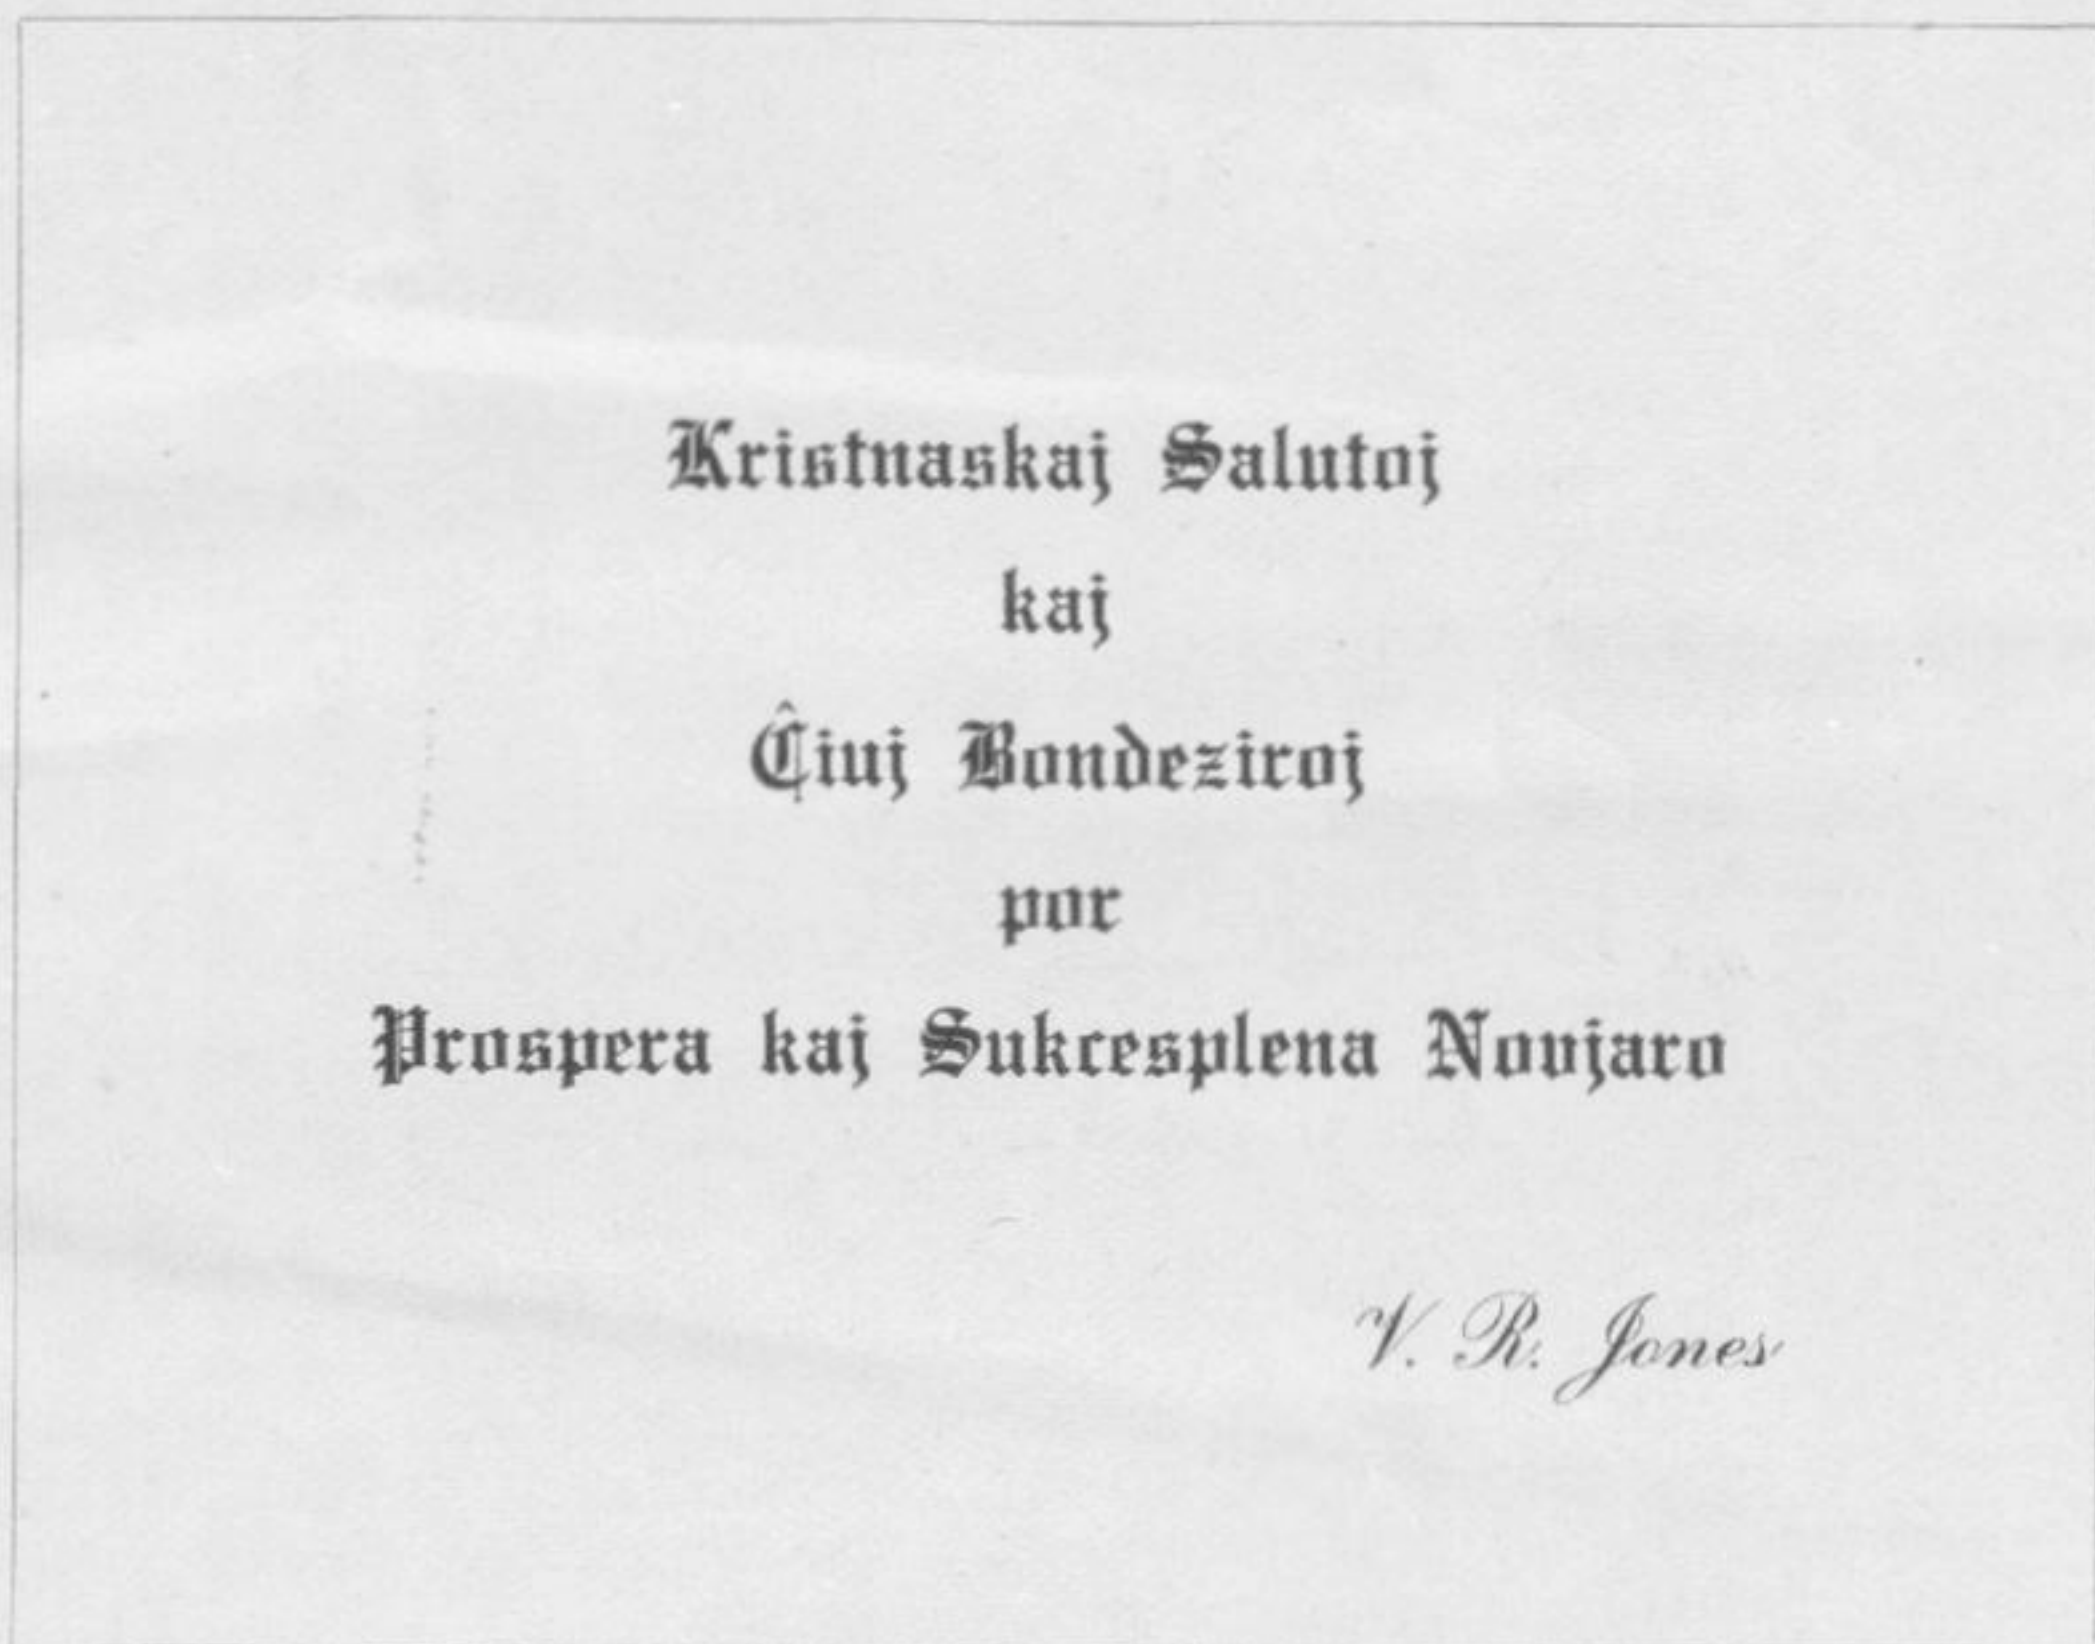 Kristnaskaj Salutoj
kaj
Ĉiuj Bondeziroj
por
Prospera kaj Sukcesplena Novjaro
V. R. Jones